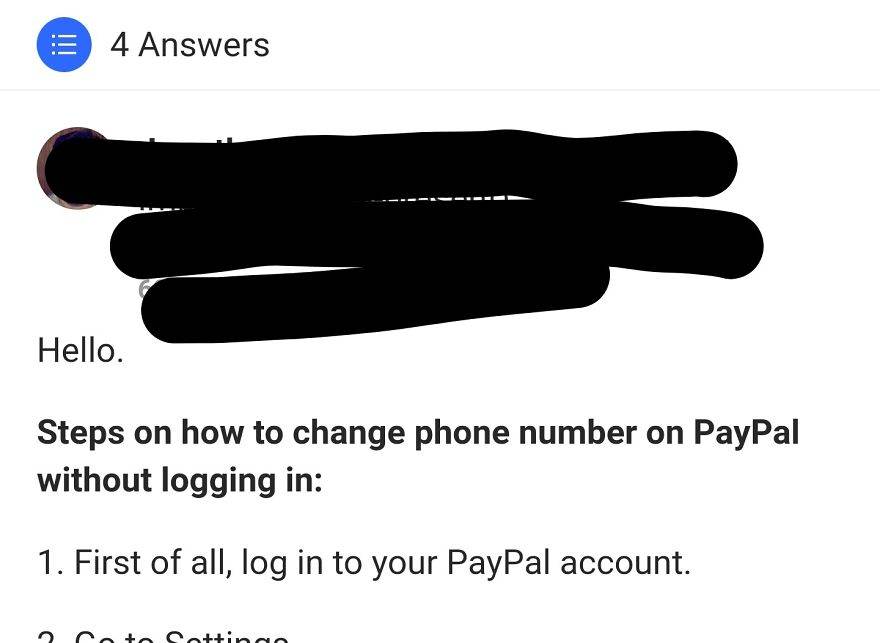 4 Answers
Hello.
Steps on how to change phone number on PayPal
without logging in:
1. First of all, log in to your PayPal account.
2. Go to Settings